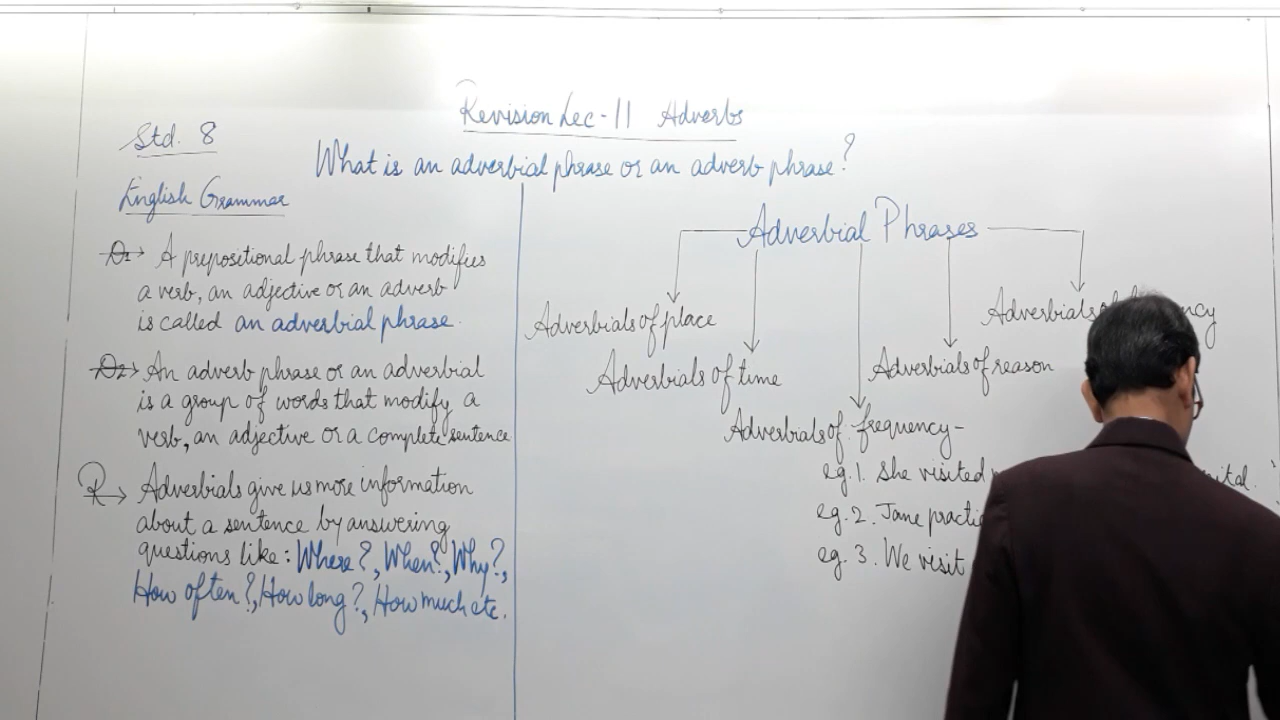 Revision Lec-11 Adverbs
Std. 8
What is an adverbial phrase or an adverb phrase?
English Grammar
D1→ A prepositional phrase that modifies
a verb, an adjective or an adverb
is called an adverbial phrase.
D2→ An adverb phrase or an adverbial
is a group of words that modify a
verb, an adjective or a complete sentence
R→ Adverbials give us more information
about a sentence by answering
questions like: Where?, When?, Why?,
How often?, How long?, How much etc.
Adverbial Phrases
Adverbials of place
Adverbials of time
Adverbials of frequency-
Adverbials of reason
Adverbials
eg. 1. She visited
eg. 2. Jane
eg. 3. We visit